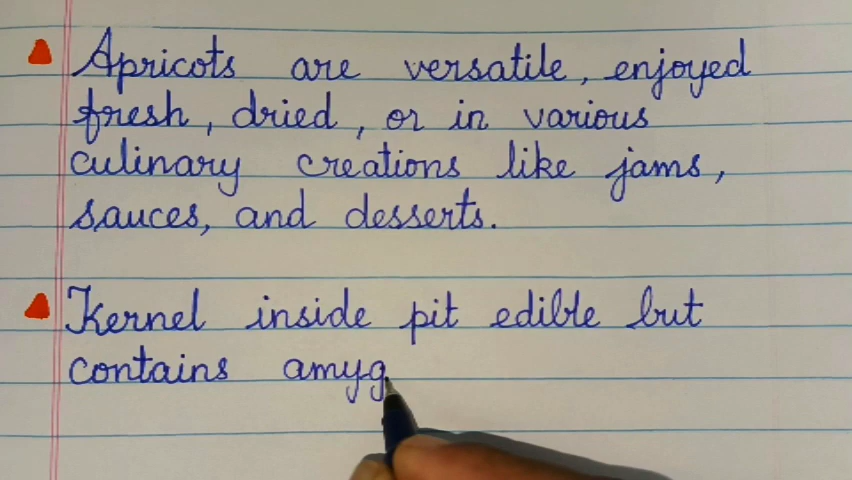 Apricots are versatile, enjoyed
fresh, dried, or in various
culinary creations like jams,
sauces, and desserts.
Kernel inside pit edible but
contains amyg